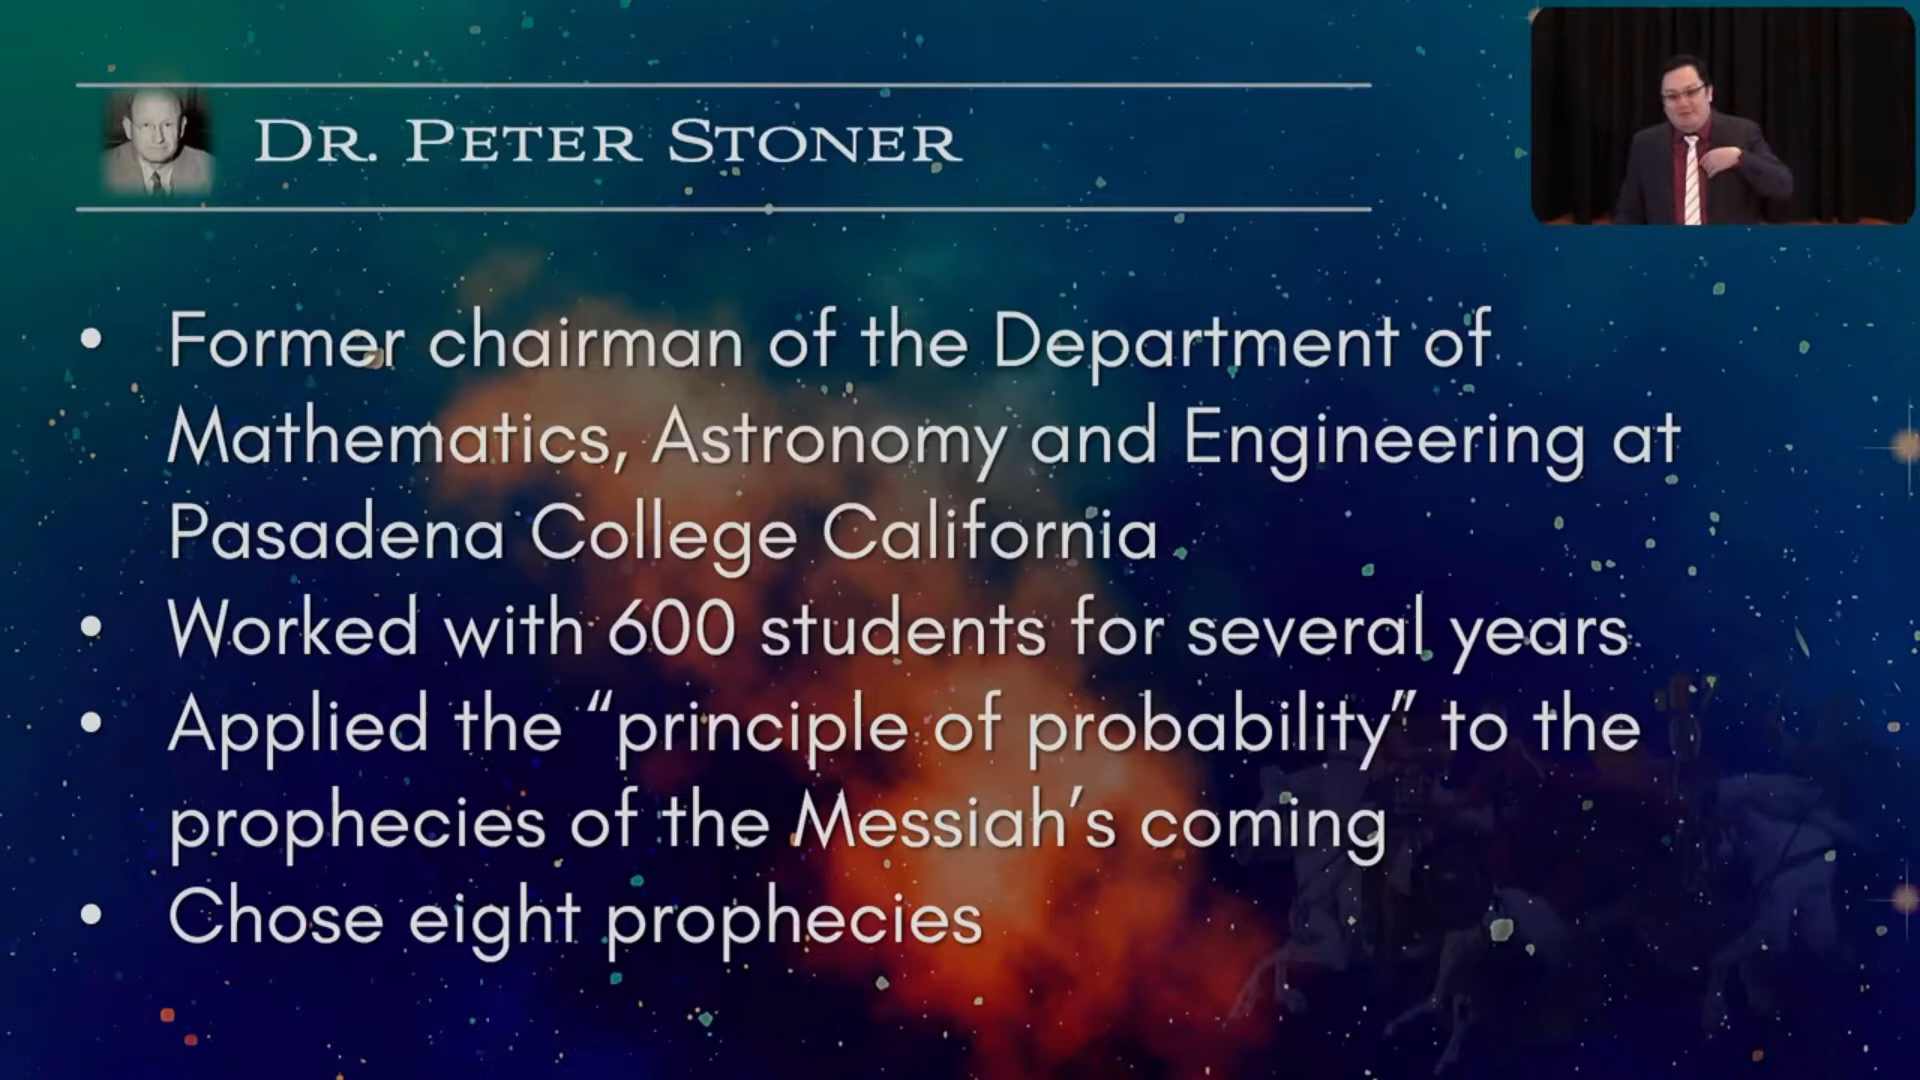 DR. PETER STONER
• Former chairman of the Department of
Mathematics, Astronomy and Engineering at
Pasadena College California
• Worked with 600 students for several years
• Applied the “principle of probability” to the
prophecies of the Messiah’s coming
• Chose eight prophecies